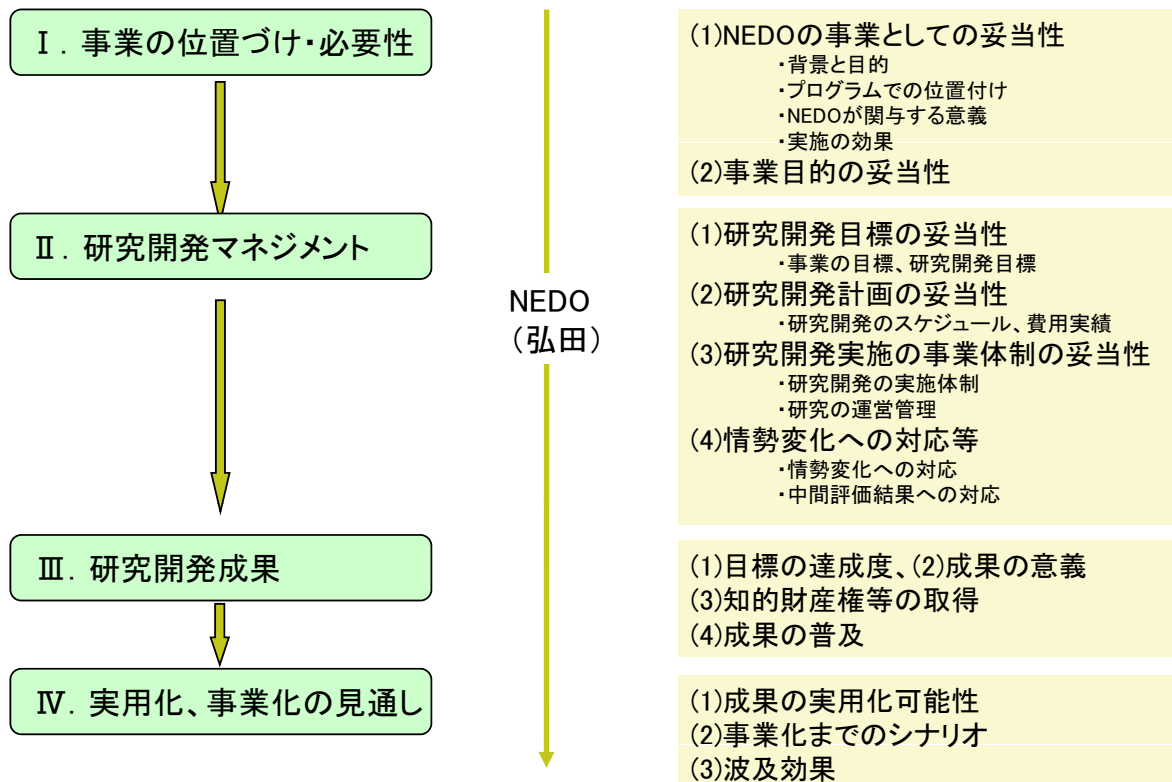 Ⅰ．事業の位置づけ・必要性
(1)NEDOの事業としての妥当性
・背景と目的
・プログラムでの位置付け
・NEDOが関与する意義
・実施の効果
(2)事業目的の妥当性
Ⅱ．研究開発マネジメント
(1)研究開発目標の妥当性
・事業の目標、研究開発目標
(2)研究開発計画の妥当性
・研究開発のスケジュール、費用実績
(3)研究開発実施の事業体制の妥当性
・研究開発の実施体制
・研究の運営管理
(4)情勢変化への対応等
・情勢変化への対応
・中間評価結果への対応
NEDO
（弘田）
Ⅲ．研究開発成果
(1)目標の達成度、(2)成果の意義
(3)知的財産権等の取得
(4)成果の普及
Ⅳ．実用化、事業化の見通し
(1)成果の実用化可能性
(2)事業化までのシナリオ
(3)波及効果